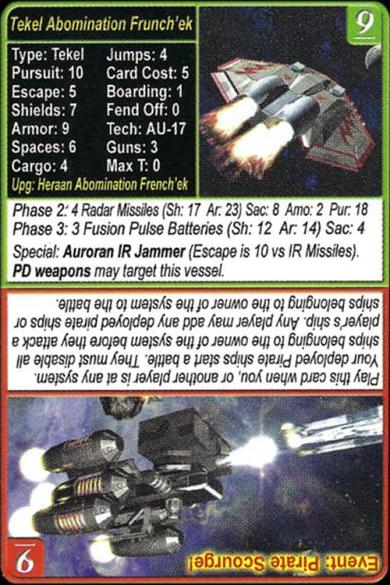 Tekel Abomination Frunch'ek
9
Type: Tekel Jumps: 4
Pursuit: 10 Card Cost: 5
Escape: 5 Boarding: 1
Shields: 7 Fend Off: 0
Armor: 9 Tech: AU-17
Spaces: 6 Guns: 3
Cargo: 4 Max T: 0
Upg: Heraan Abomination French'ek
Phase 2: 4 Radar Missiles (Sh: 17 Ar: 23) Sac: 8 Amo: 2 Pur: 18
Phase 3: 3 Fusion Pulse Batteries (Sh: 12 Ar: 14) Sac: 4
Special: Auroran IR Jammer (Escape is 10 vs IR Missiles).
PD weapons may target this vessel.
Event: Pirate Scourge!
9
Play this card when you, or another player is at any system.
Your deployed Pirate ships start a battle. They must disable all
ships belonging to the owner of the system before they attack a
player's ship. Any player may add any deployed pirate ships or
ships belonging to the owner of the system to the battle.